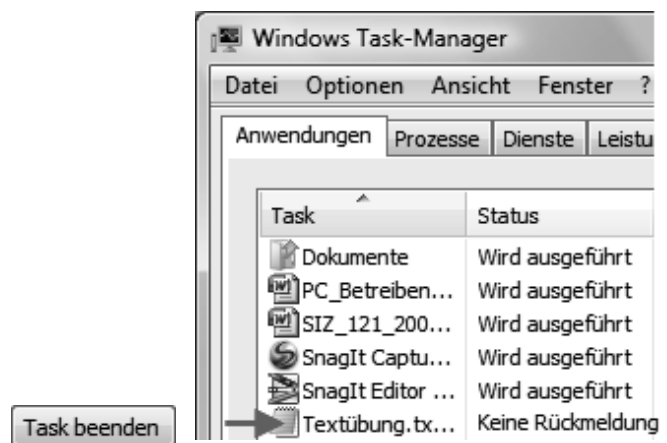 Windows Task-Manager
Datei Optionen Ansicht Fenster ?
Anwendungen Prozesse Dienste Leistu
Task Status
Dokumente Wird ausgeführt
PC_Betreiben... Wird ausgeführt
SIZ_121_200... Wird ausgeführt
SnagIt Captu... Wird ausgeführt
SnagIt Editor ... Wird ausgeführt
Task beenden Textübung.tx... Keine Rückmeldung